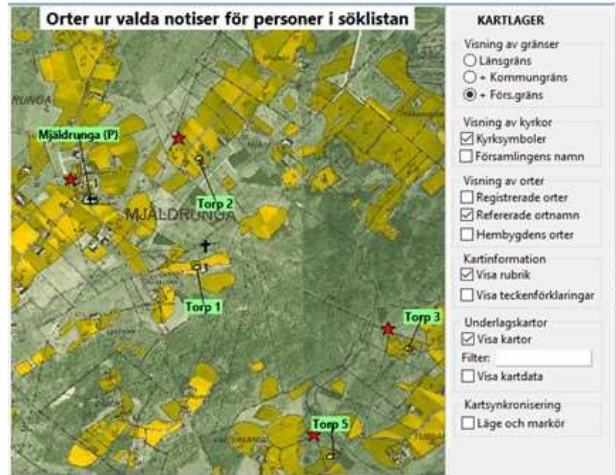 Orter ur valda notiser för personer i söklistan
RUNGA
Mjäldrunga (P)
Torp 2
MJÄLDRUNGA
Torp 1
Torp 3
Torp 5
KARTLAGER
Visning av gränser
Länsgräns
+ Kommungräns
+ Förs.gräns
Visning av kyrkor
Kyrksymboler
Församlingens namn
Visning av orter
Registrerade orter
Refererade ortnamn
Hembygdens orter
Kartinformation
Visa rubrik
Visa teckenförklaringar
Underlagskartor
Visa kartor
Filter:
Visa kartdata
Kartsynkronisering
Läge och markör